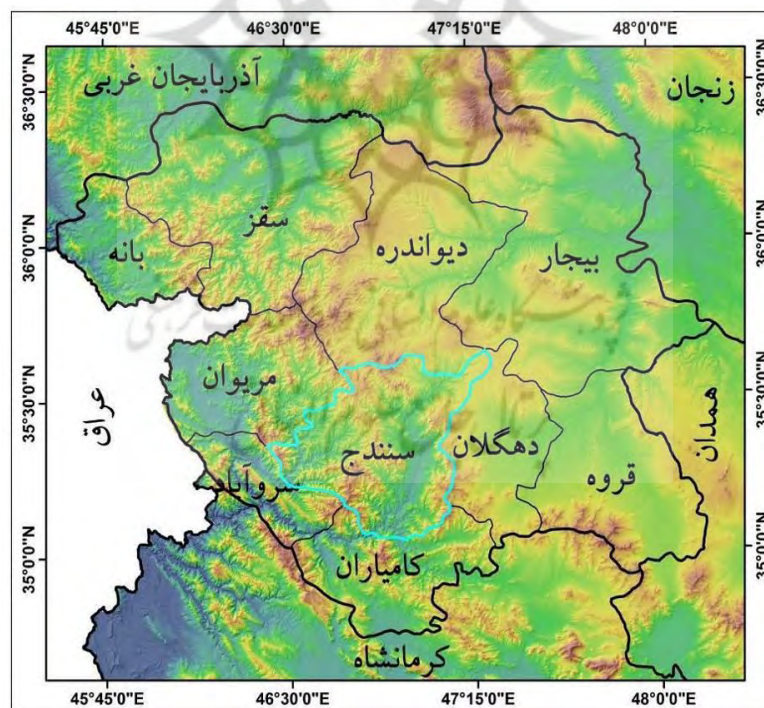 45°45'0"E 46°30'0"E 47°15'0"E 48°0'0"E
36°30'0"N
36°30'0"N
آذربایجان غربی
زنجان
سقز
36°0'0"N
36°0'0"N
بانه
دیواندره
بیجار
مریوان
35°30'0"N
35°30'0"N
عراق
همدان
سنندج
دهگلان
قروه
سروآباد
35°0'0"N
35°0'0"N
کامیاران
کرمانشاه
45°45'0"E 46°30'0"E 47°15'0"E 48°0'0"E